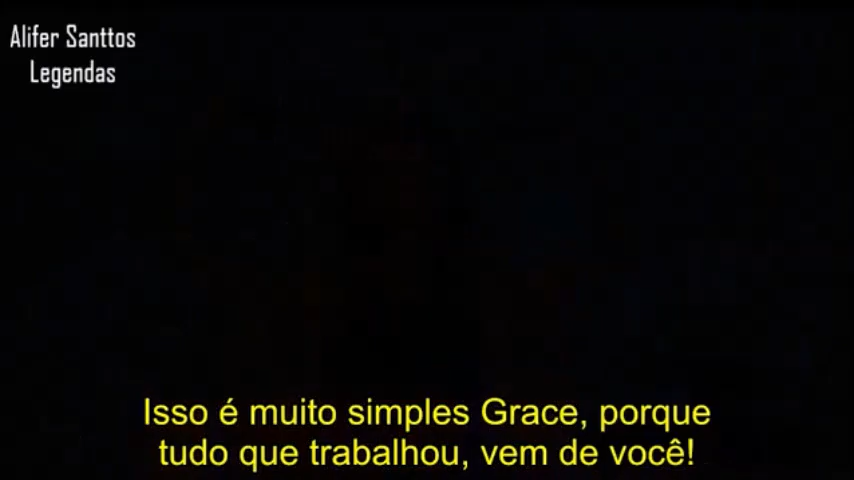 Alifer Santtos
Legendas
Isso é muito simples Grace, porque
tudo que trabalhou, vem de você!